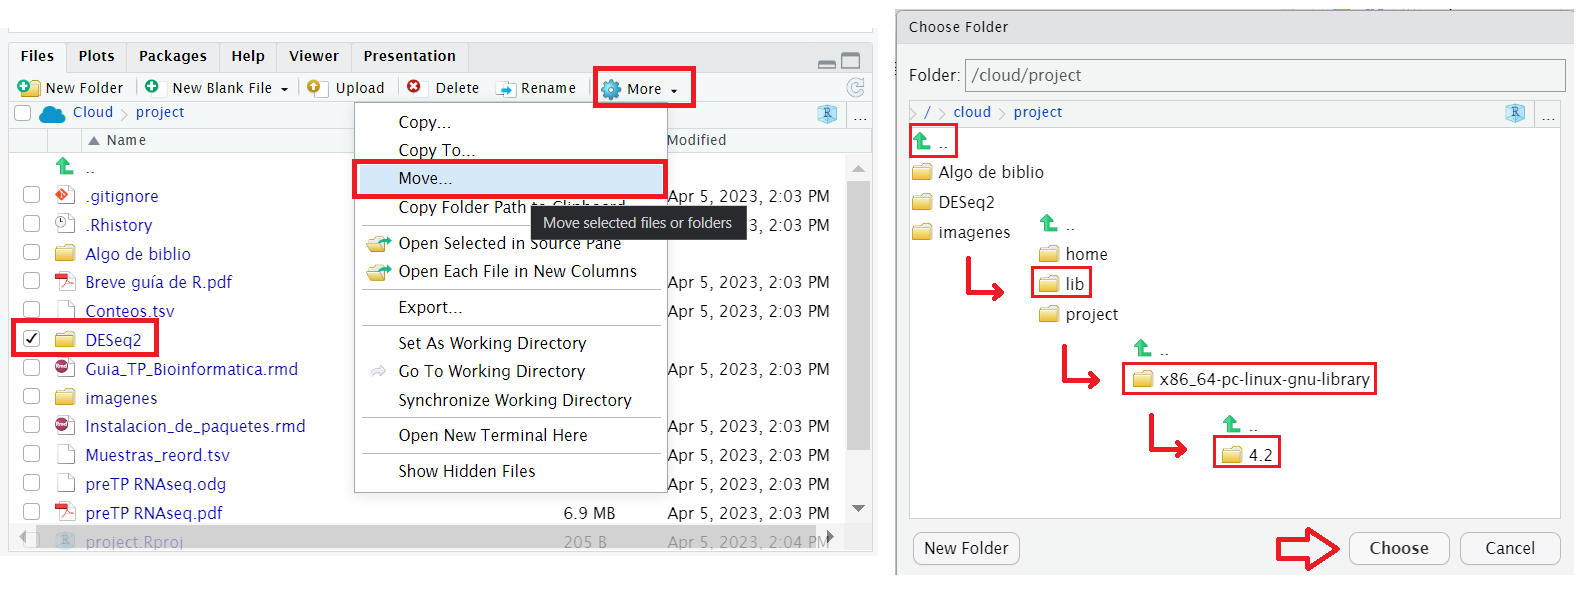 Files Plots Packages Help Viewer Presentation
New Folder New Blank File Upload Delete Rename More
Cloud project R ...
Name Modified
..
.gitignore Apr 5, 2023, 2:03 PM
.Rhistory Apr 5, 2023, 2:03 PM
Algo de biblio
Breve guía de R.pdf Apr 5, 2023, 2:03 PM
Conteos.tsv Apr 5, 2023, 2:03 PM
DESeq2
Guia_TP_Bioinformatica.rmd Apr 5, 2023, 2:03 PM
imagenes
Instalacion_de_paquetes.rmd Apr 5, 2023, 2:03 PM
Muestras_reord.tsv Apr 5, 2023, 2:03 PM
preTP RNAseq.odg Apr 5, 2023, 2:03 PM
preTP RNAseq.pdf 6.9 MB Apr 5, 2023, 2:03 PM
project.Rproj 205 B Apr 5, 2023, 2:04 PM
Copy...
Copy To...
Move...
Copy Folder Path to Clipboard
Move selected files or folders
Open Selected in Source Pane
Open Each File in New Columns
Export...
Set As Working Directory
Go To Working Directory
Synchronize Working Directory
Open New Terminal Here
Show Hidden Files
Choose Folder
Folder: /cloud/project
/ cloud project R ...
..
Algo de biblio
DESeq2
imagenes
..
home
lib
project
..
x86_64-pc-linux-gnu-library
..
4.2
New Folder Choose Cancel